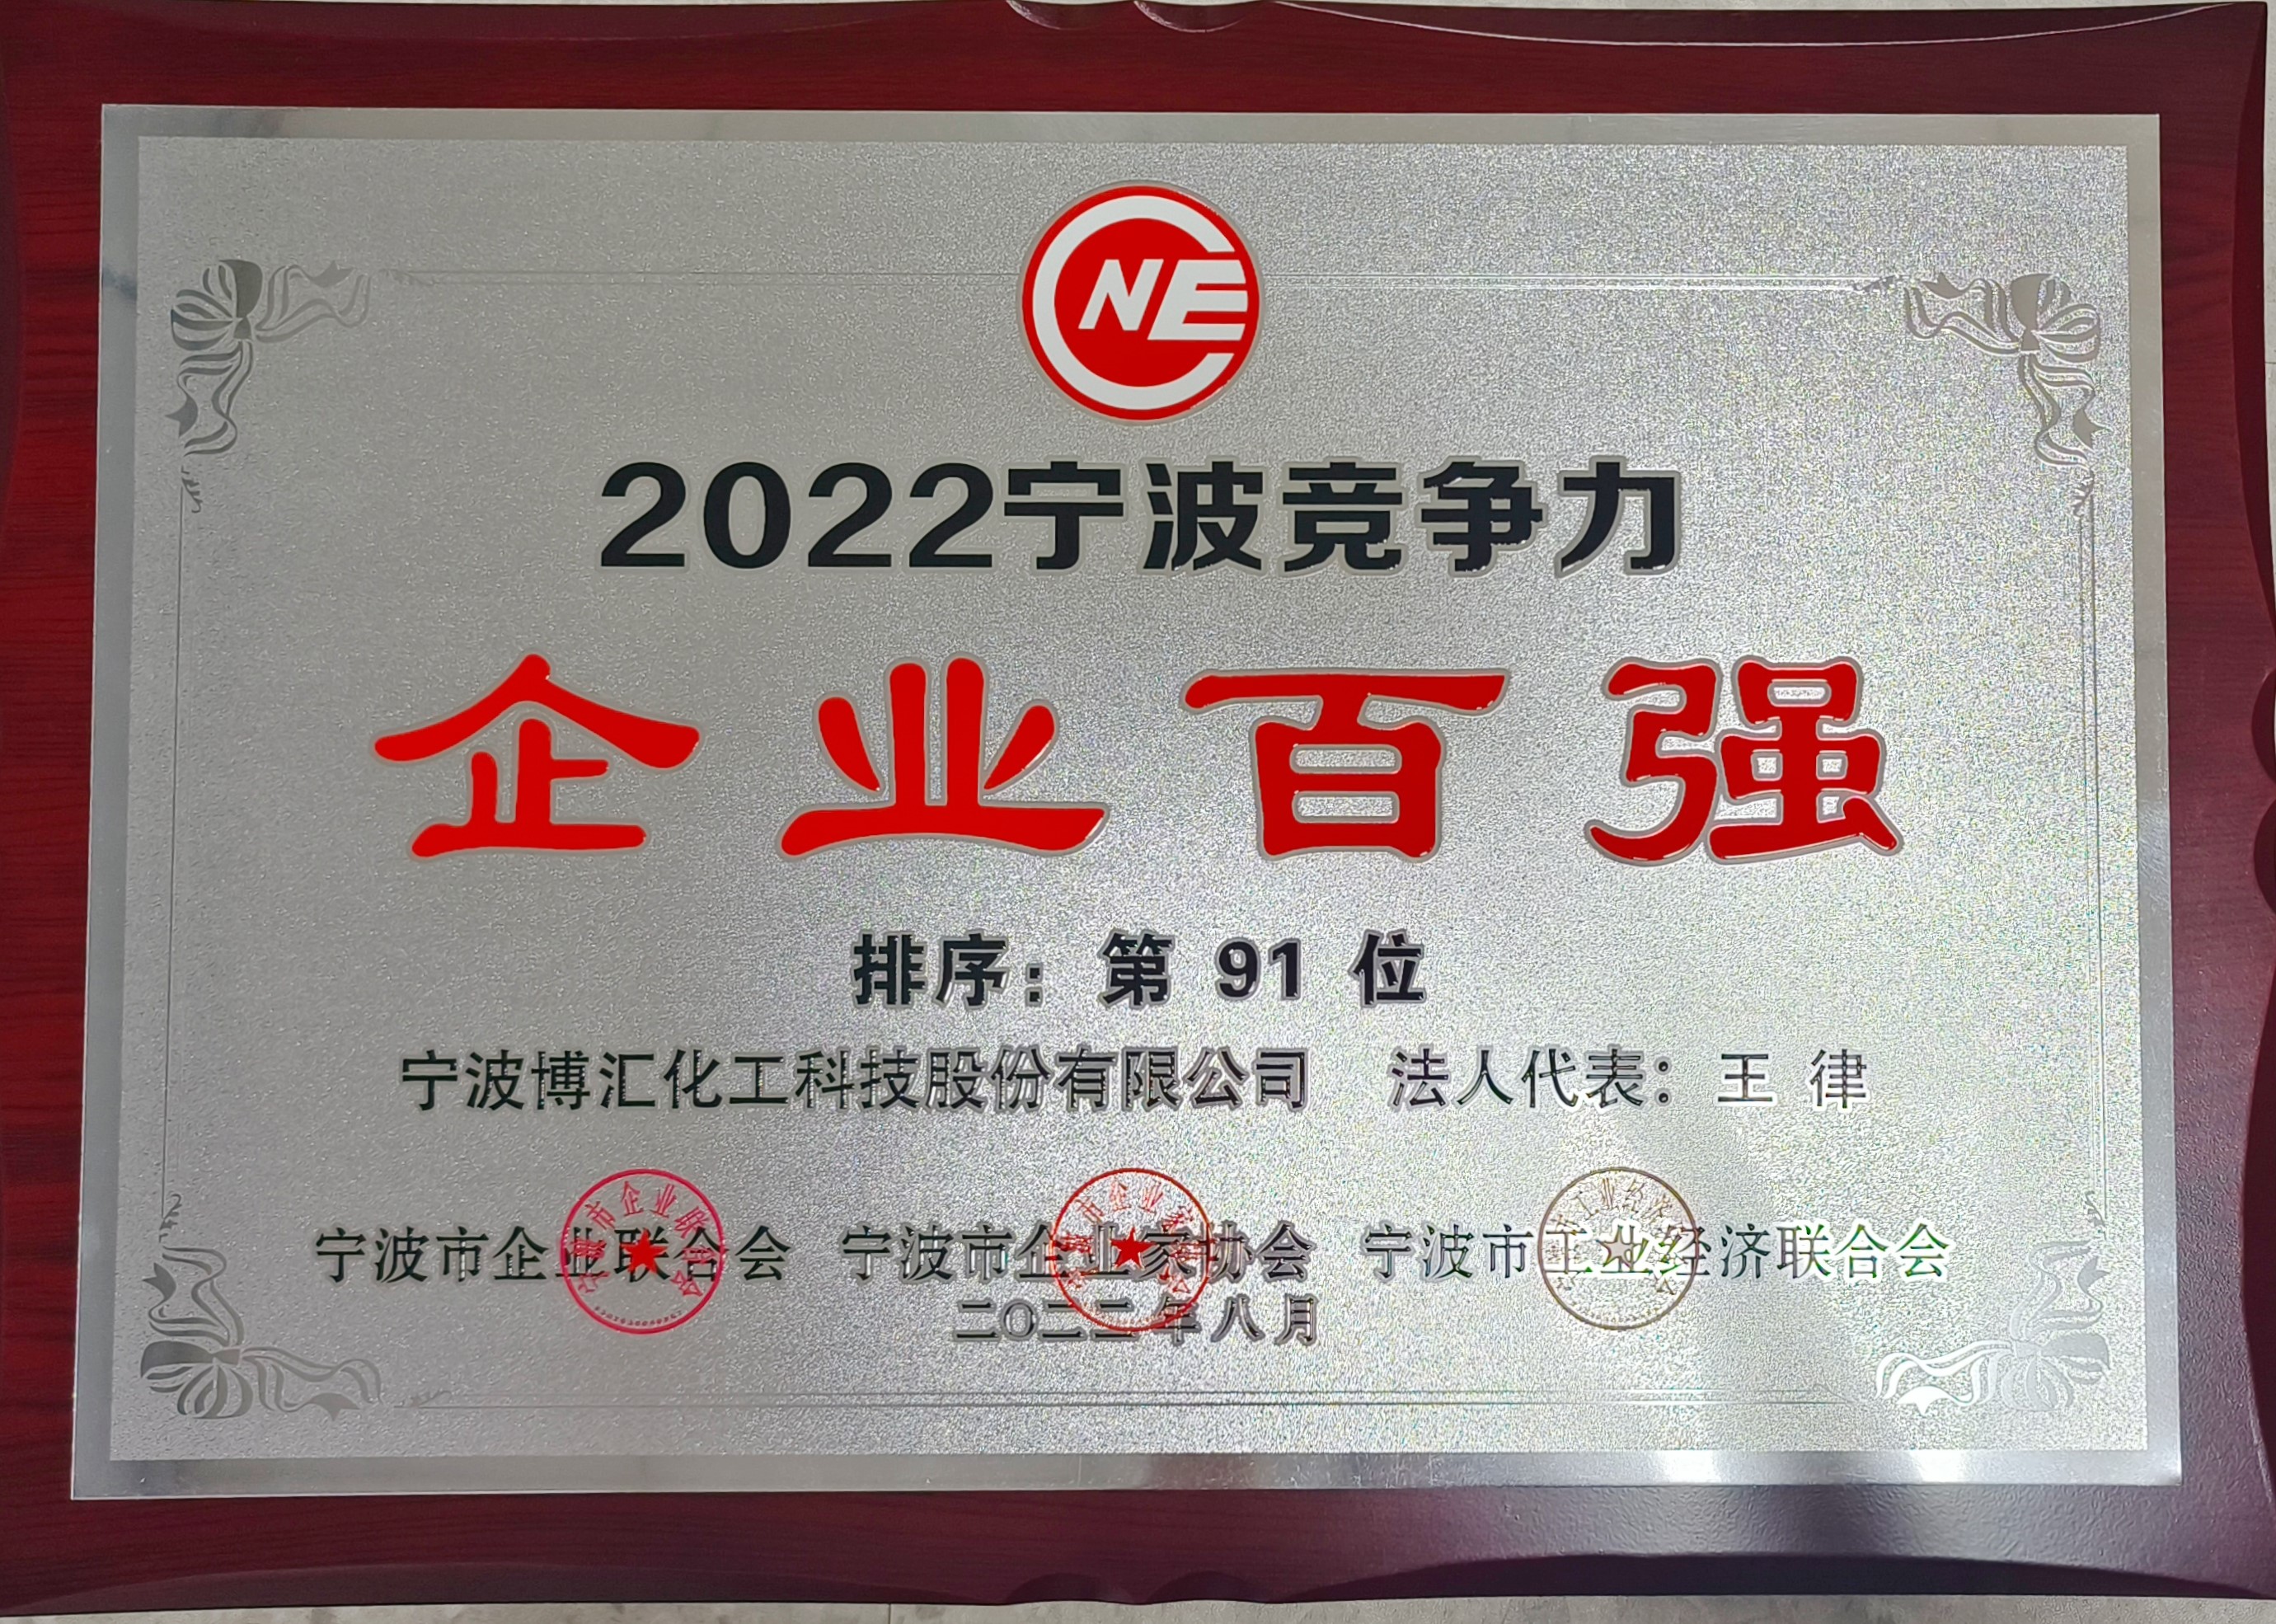 NE
2022宁波竞争力
企业百强
排序：第 91 位
宁波博汇化工科技股份有限公司 法人代表：王 律
宁波市企业联合会 宁波市企业家协会 宁波市工业经济联合会
二〇二二年八月